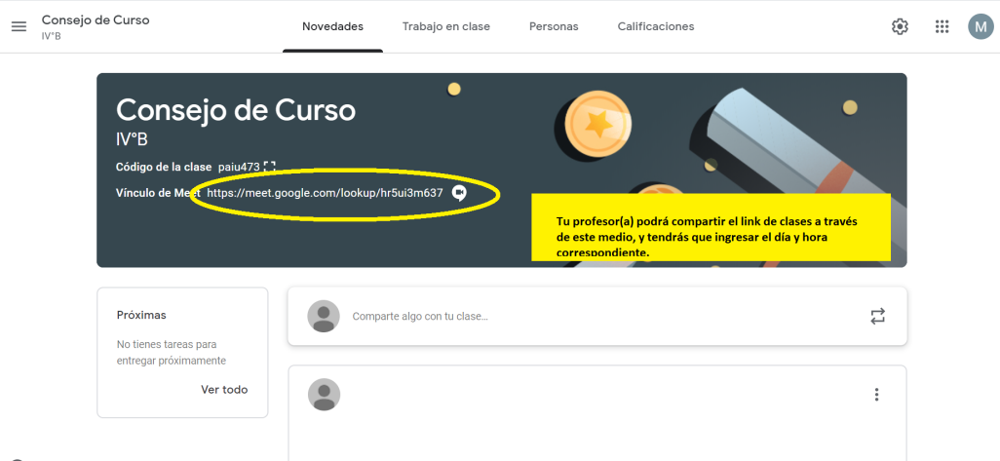 Consejo de Curso
IV°B
Novedades
Trabajo en clase
Personas
Calificaciones
M
Consejo de Curso
IV°B
Código de la clase paiu473
Vínculo de Meet https://meet.google.com/lookup/hr5ui3m637
Tu profesor(a) podrá compartir el link de clases a través
de este medio, y tendrás que ingresar el día y hora
correspondiente.
Próximas
No tienes tareas para
entregar próximamente
Ver todo
Comparte algo con tu clase...